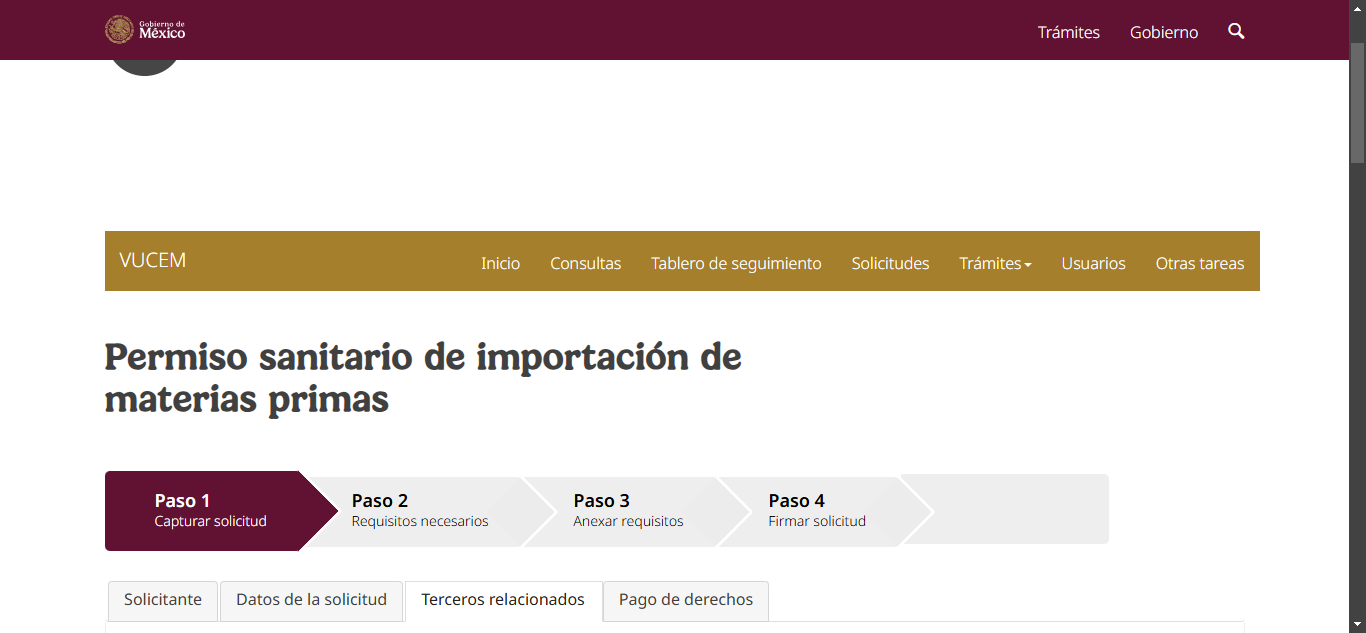 Gobierno de
México
Trámites
Gobierno
VUCEM
Inicio
Consultas
Tablero de seguimiento
Solicitudes
Trámites
Usuarios
Otras tareas
Permiso sanitario de importación de
materias primas
Paso 1
Capturar solicitud
Paso 2
Requisitos necesarios
Paso 3
Anexar requisitos
Paso 4
Firmar solicitud
Solicitante
Datos de la solicitud
Terceros relacionados
Pago de derechos